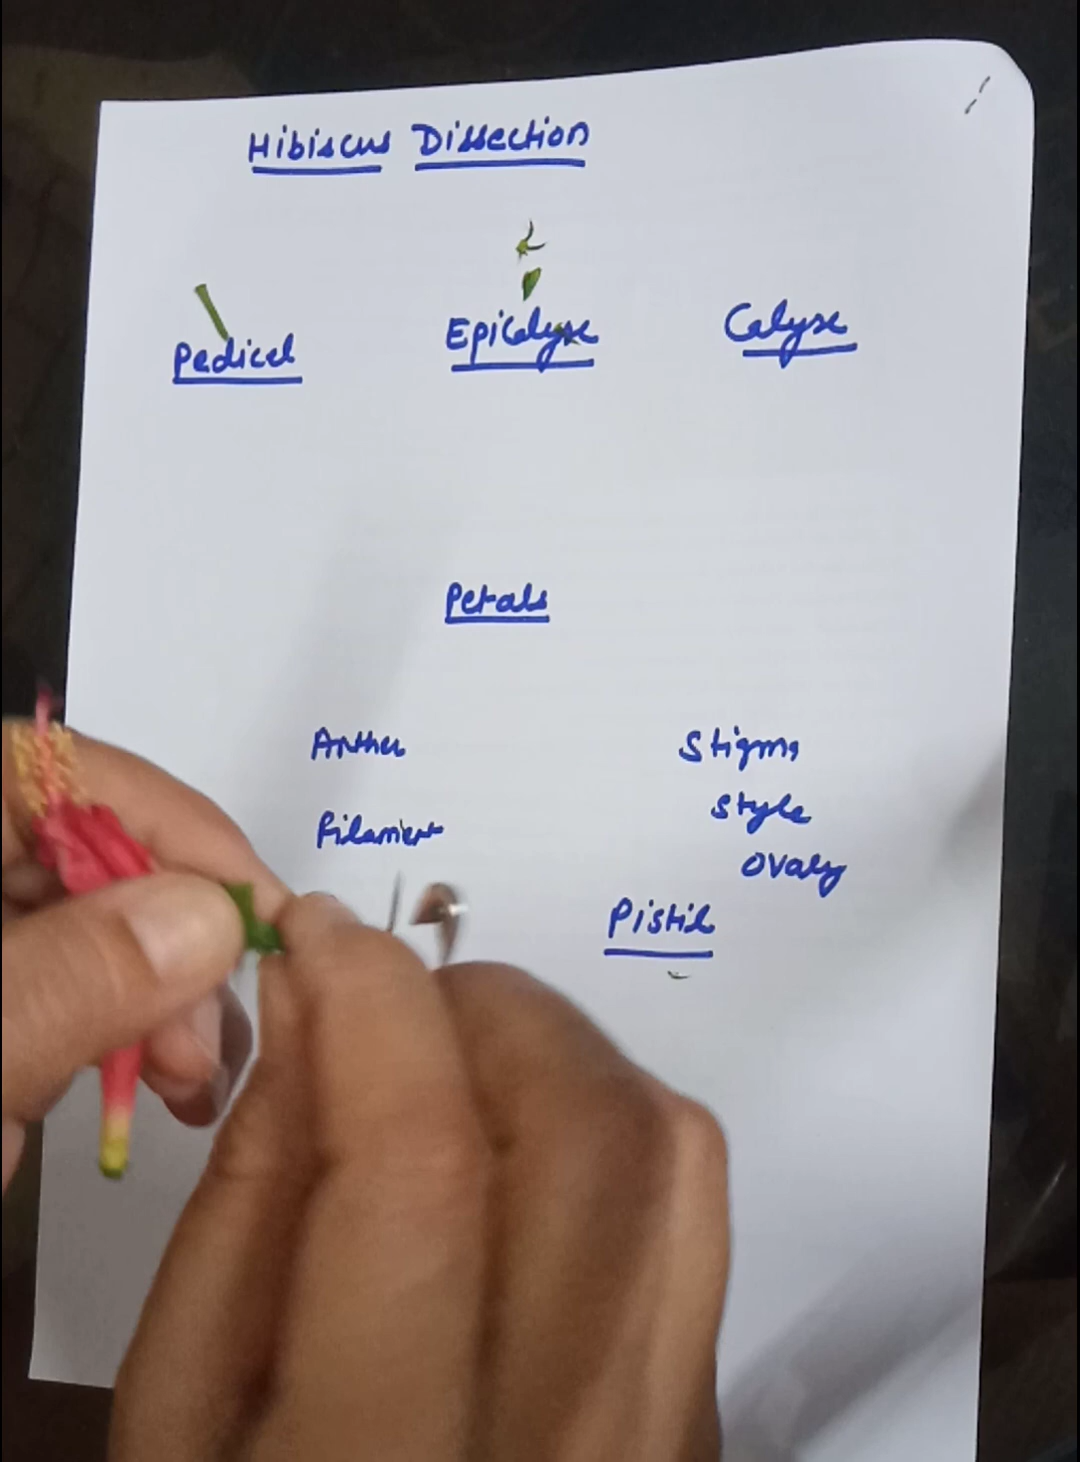 Hibiscus Dissection
Pedicel Epicalyx Calyx
Petals
Anther Stigma
Filament Style
Ovary
Pistil